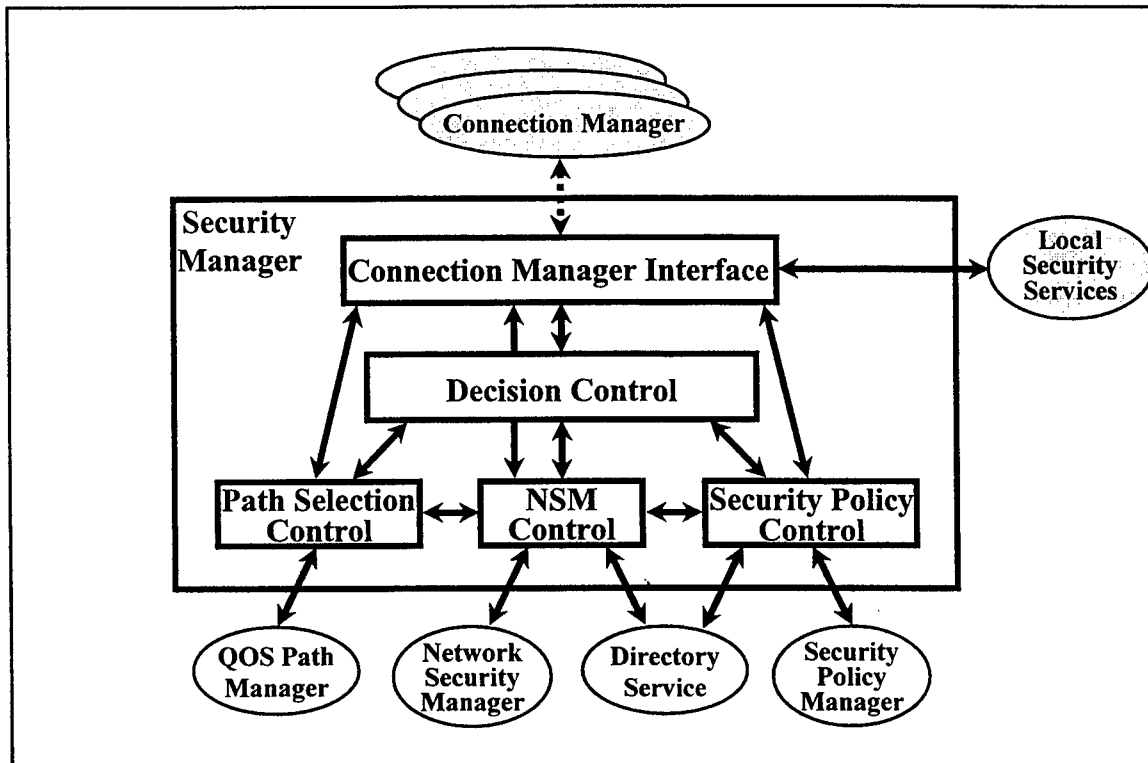 Connection Manager
Security
Manager
Connection Manager Interface
Local
Security
Services
Decision Control
Path Selection
Control
NSM
Control
Security Policy
Control
QOS Path
Manager
Network
Security
Manager
Directory
Service
Security
Policy
Manager